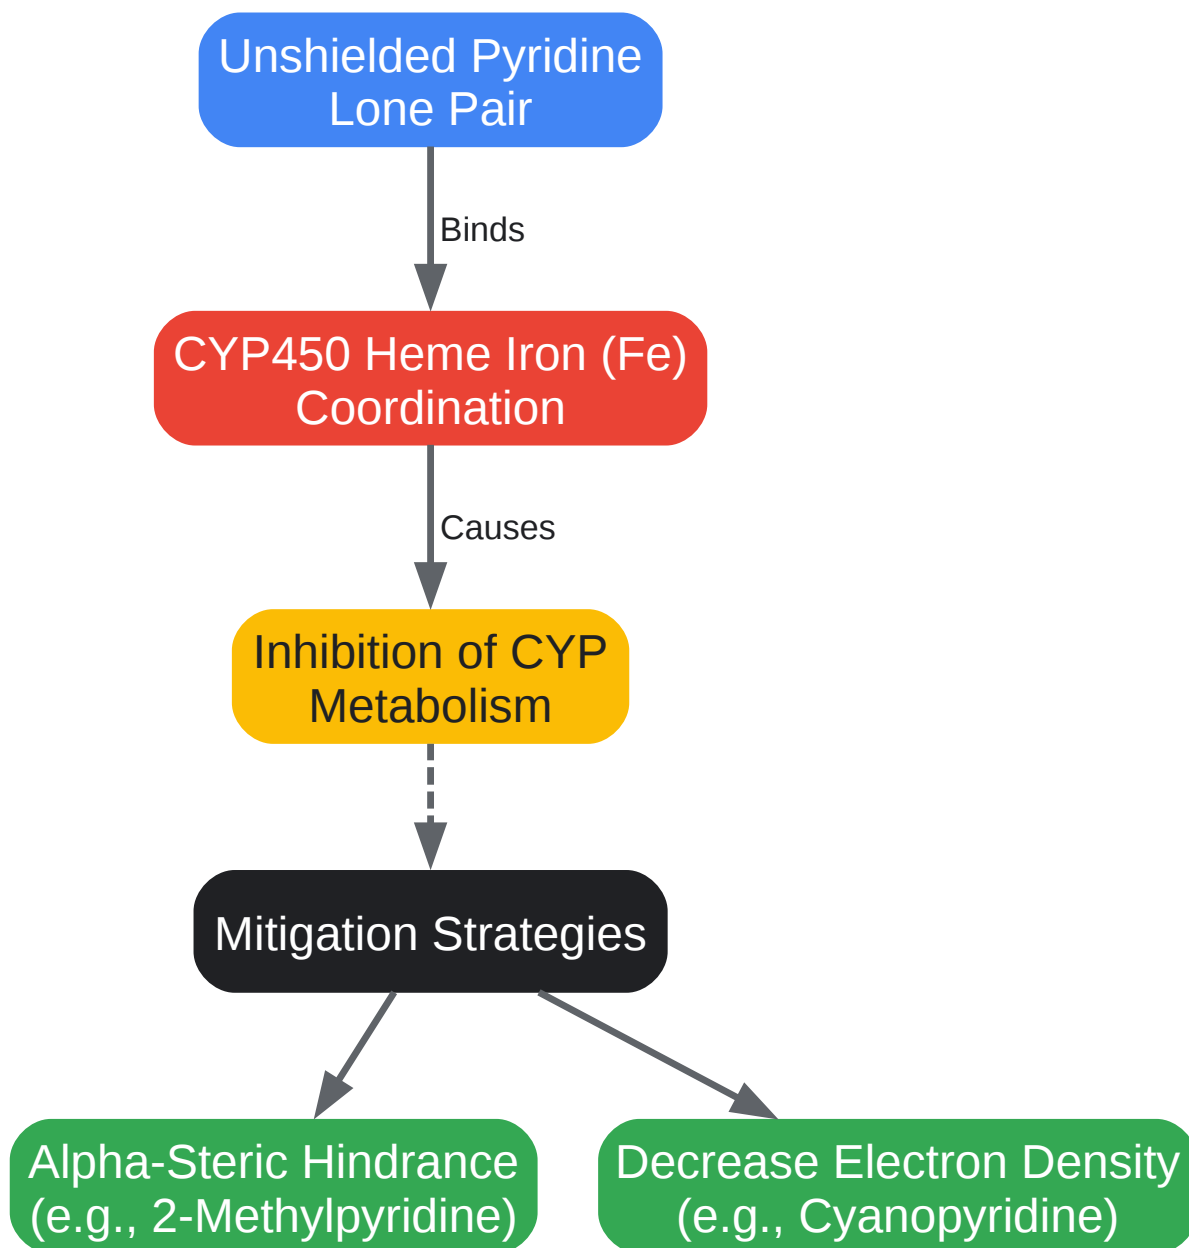 Unshielded Pyridine
Lone Pair
Binds
CYP450 Heme Iron (Fe)
Coordination
Causes
Inhibition of CYP
Metabolism
Mitigation Strategies
Alpha-Steric Hindrance
(e.g., 2-Methylpyridine)
Decrease Electron Density
(e.g., Cyanopyridine)